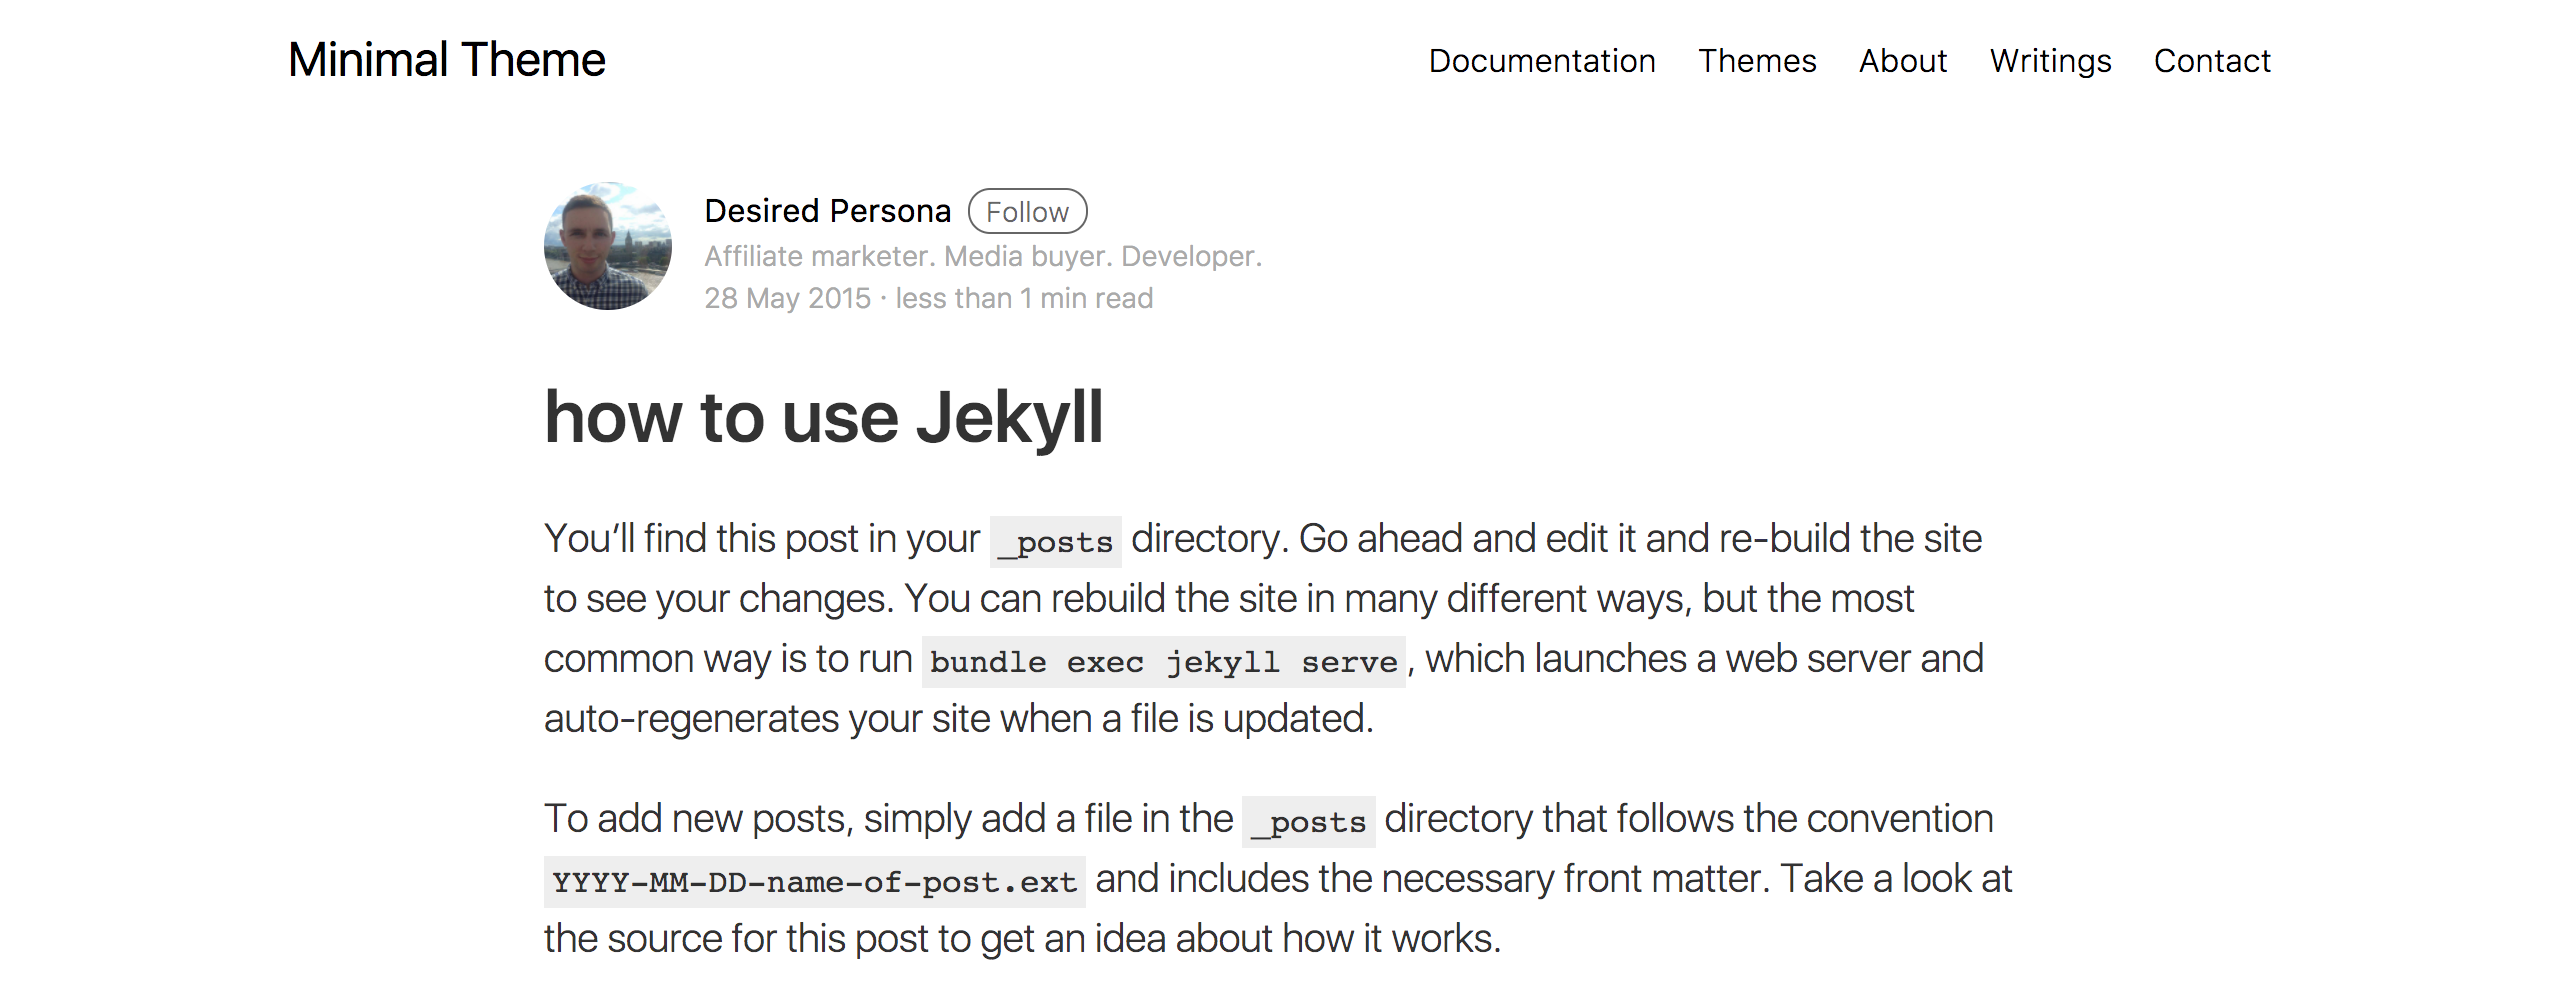 Minimal Theme
Documentation Themes About Writings Contact
Desired Persona Follow
Affiliate marketer. Media buyer. Developer.
28 May 2015 · less than 1 min read
how to use Jekyll
You’ll find this post in your _posts directory. Go ahead and edit it and re-build the site
to see your changes. You can rebuild the site in many different ways, but the most
common way is to run bundle exec jekyll serve, which launches a web server and
auto-regenerates your site when a file is updated.
To add new posts, simply add a file in the _posts directory that follows the convention
YYYY-MM-DD-name-of-post.ext and includes the necessary front matter. Take a look at
the source for this post to get an idea about how it works.